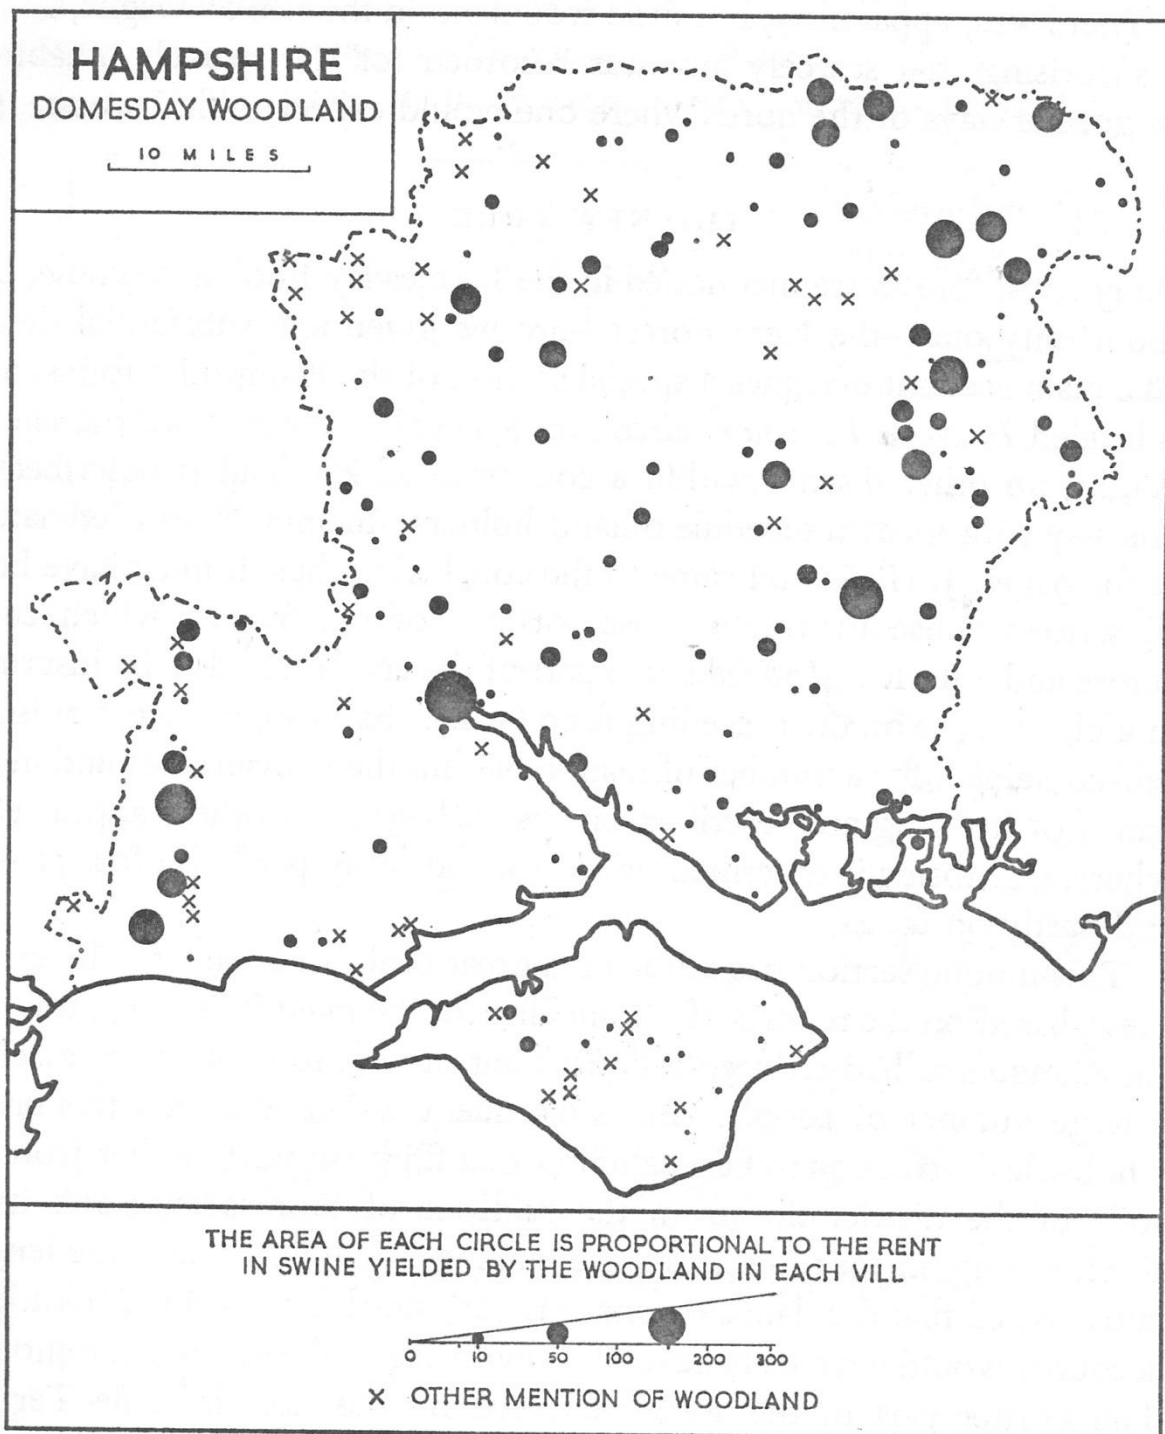 HAMPSHIRE
DOMESDAY WOODLAND
10 MILES
THE AREA OF EACH CIRCLE IS PROPORTIONAL TO THE RENT
IN SWINE YIELDED BY THE WOODLAND IN EACH VILL
0 10 50 100 200 300
× OTHER MENTION OF WOODLAND